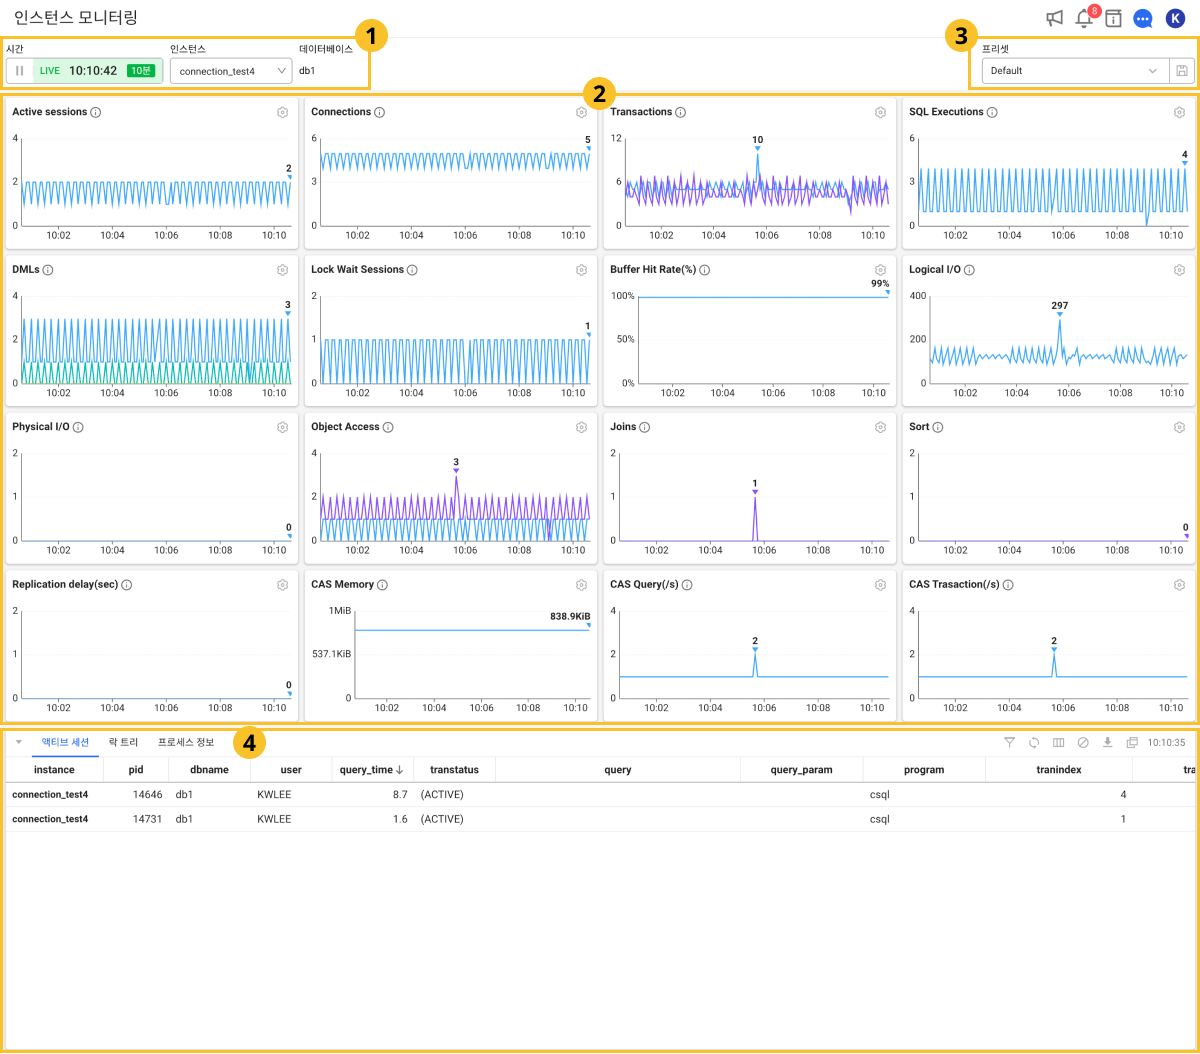 인스턴스 모니터링
8
K
1
3
시간
인스턴스
데이터베이스
프리셋
LIVE 10:10:42 10분
connection_test4
db1
Default
2
Active sessions
4
2
0
2
10:02 10:04 10:06 10:08 10:10
Connections
6
3
0
5
10:02 10:04 10:06 10:08 10:10
Transactions
12
6
0
10
10:02 10:04 10:06 10:08 10:10
SQL Executions
6
3
0
4
10:02 10:04 10:06 10:08 10:10
DMLs
4
2
0
3
10:02 10:04 10:06 10:08 10:10
Lock Wait Sessions
2
1
0
1
10:02 10:04 10:06 10:08 10:10
Buffer Hit Rate(%)
99%
100%
50%
0%
10:02 10:04 10:06 10:08 10:10
Logical I/O
400
200
0
297
10:02 10:04 10:06 10:08 10:10
Physical I/O
2
1
0
0
10:02 10:04 10:06 10:08 10:10
Object Access
4
2
0
3
10:02 10:04 10:06 10:08 10:10
Joins
2
1
0
1
10:02 10:04 10:06 10:08 10:10
Sort
2
1
0
0
10:02 10:04 10:06 10:08 10:10
Replication delay(sec)
2
1
0
0
10:02 10:04 10:06 10:08 10:10
CAS Memory
1MiB
537.1KiB
0
838.9KiB
10:02 10:04 10:06 10:08 10:10
CAS Query(/s)
4
2
0
2
10:02 10:04 10:06 10:08 10:10
CAS Trasaction(/s)
4
2
0
2
10:02 10:04 10:06 10:08 10:10
액티브 세션 락 트리 프로세스 정보 4 10:10:35
instance pid dbname user query_time transtatus query query_param program tranindex tra
connection_test4 14646 db1 KWLEE 8.7 (ACTIVE) csql 4
connection_test4 14731 db1 KWLEE 1.6 (ACTIVE) csql 1